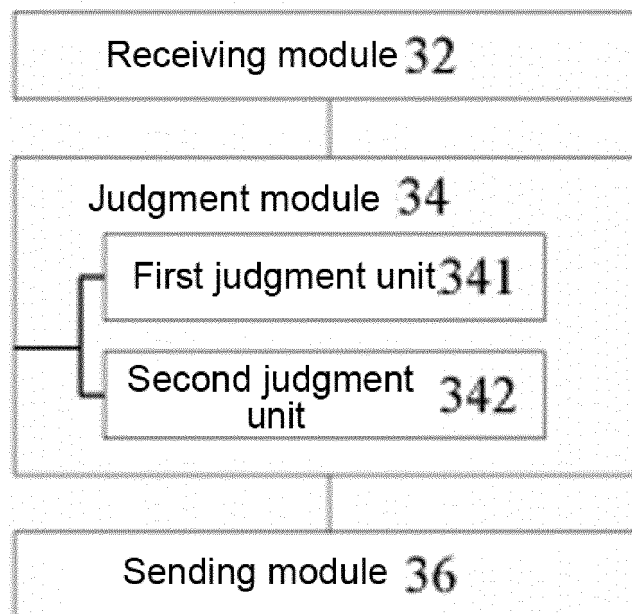 Receiving module 32
Judgment module 34
First judgment unit 341
Second judgment
unit 342
Sending module 36